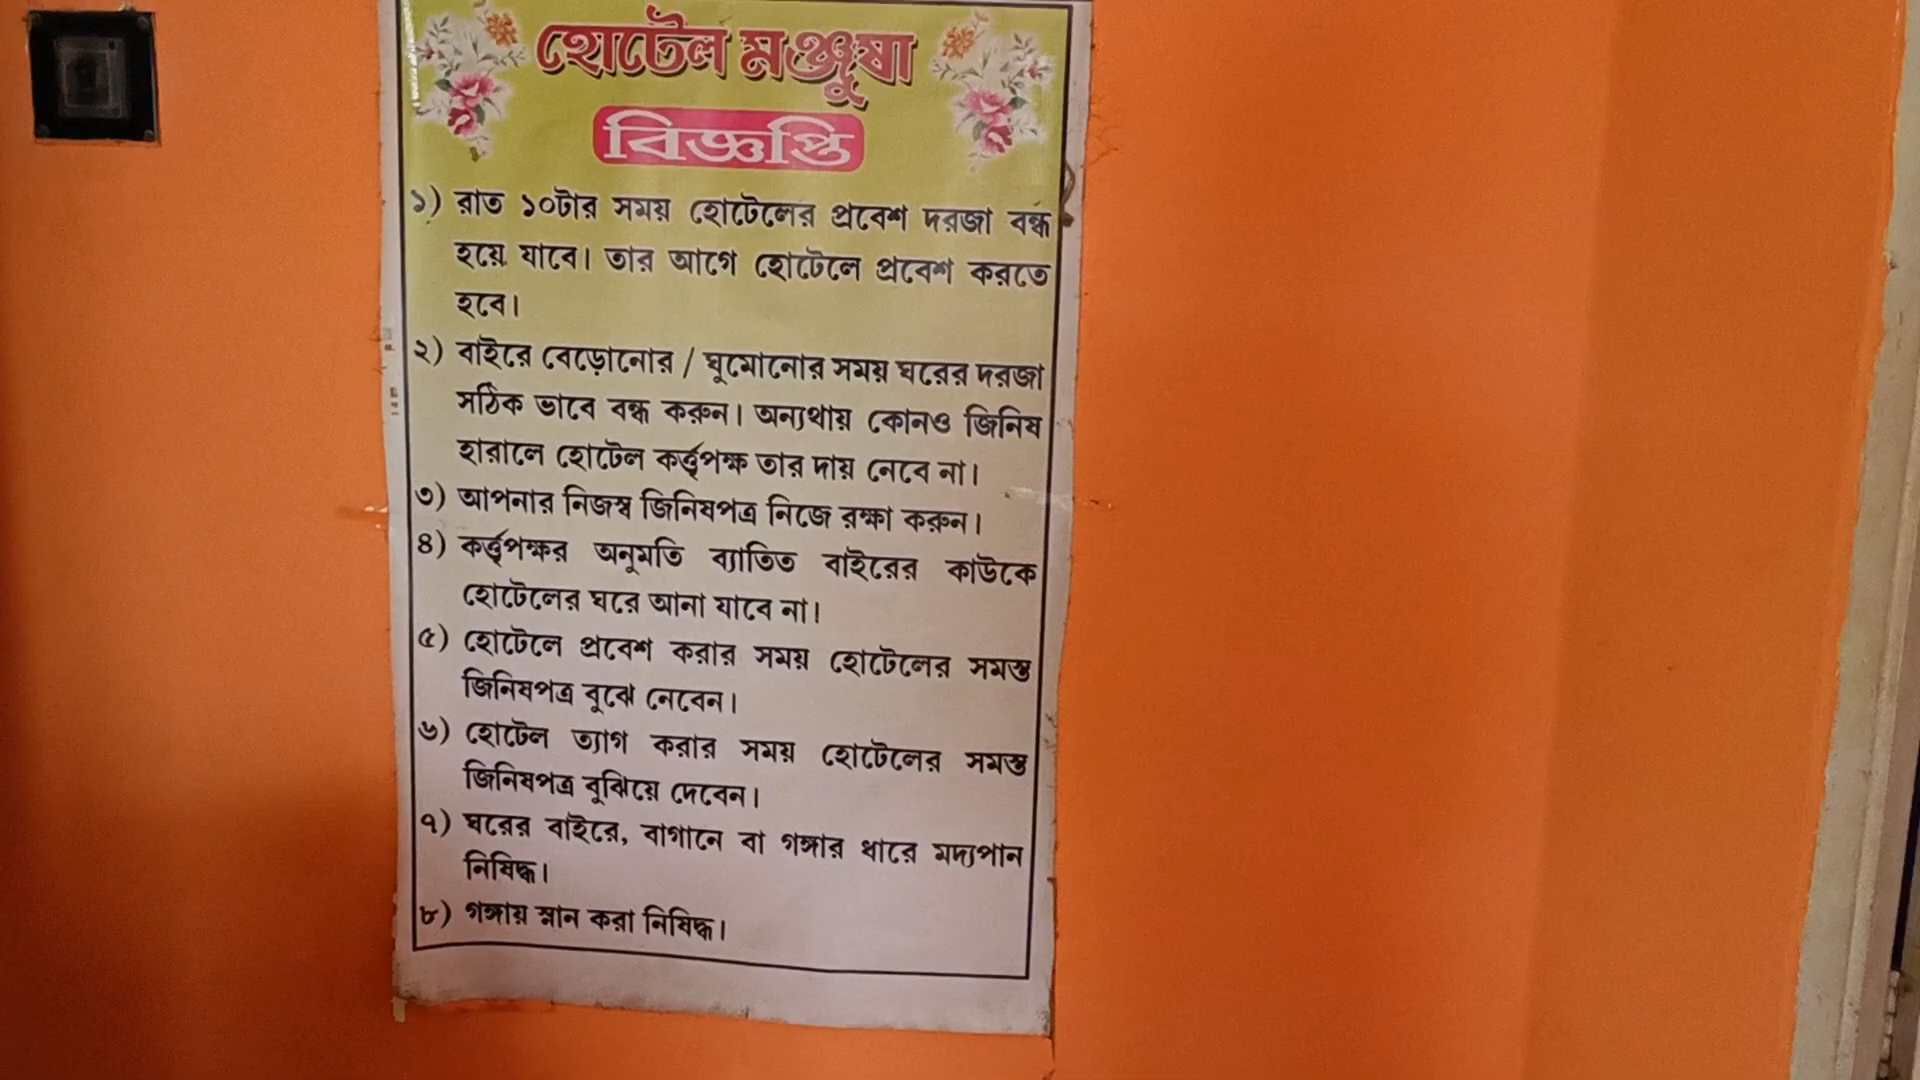 হোটেল মঞ্জুষা
বিজ্ঞপ্তি
১) রাত ১০টার সময় হোটেলের প্রবেশ দরজা বন্ধ
হয়ে যাবে। তার আগে হোটেলে প্রবেশ করতে
হবে।
২) বাইরে বেড়োনোর / ঘুমোনোর সময় ঘরের দরজা
সঠিক ভাবে বন্ধ করুন। অন্যথায় কোনও জিনিষ
হারালে হোটেল কর্ত্তৃপক্ষ তার দায় নেবে না।
৩) আপনার নিজস্ব জিনিষপত্র নিজে রক্ষা করুন।
৪) কর্ত্তৃপক্ষর অনুমতি ব্যাতিত বাইরের কাউকে
হোটেলের ঘরে আনা যাবে না।
৫) হোটেলে প্রবেশ করার সময় হোটেলের সমস্ত
জিনিষপত্র বুঝে নেবেন।
৬) হোটেল ত্যাগ করার সময় হোটেলের সমস্ত
জিনিষপত্র বুঝিয়ে দেবেন।
৭) ঘরের বাইরে, বাগানে বা গঙ্গার ধারে মদ্যপান
নিষিদ্ধ।
৮) গঙ্গায় স্নান করা নিষিদ্ধ।